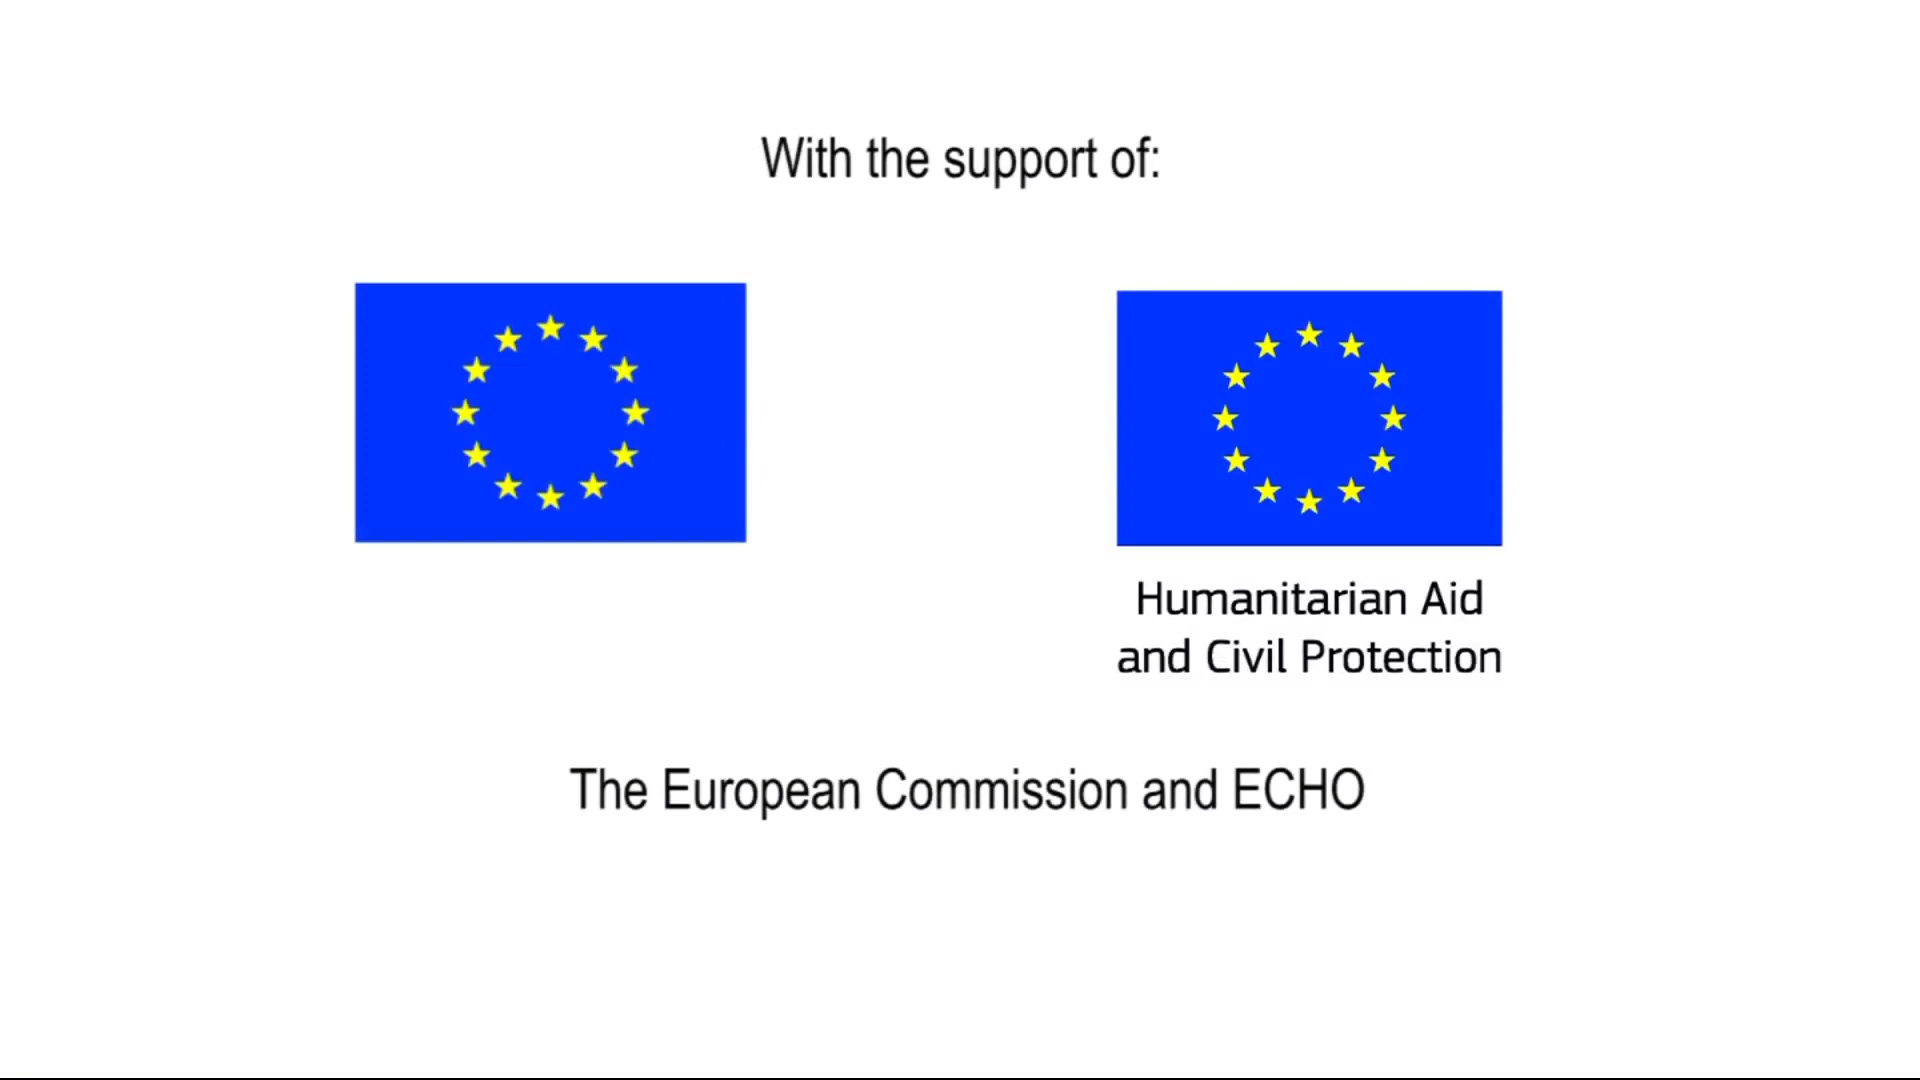 With the support of:
Humanitarian Aid
and Civil Protection
The European Commission and ECHO